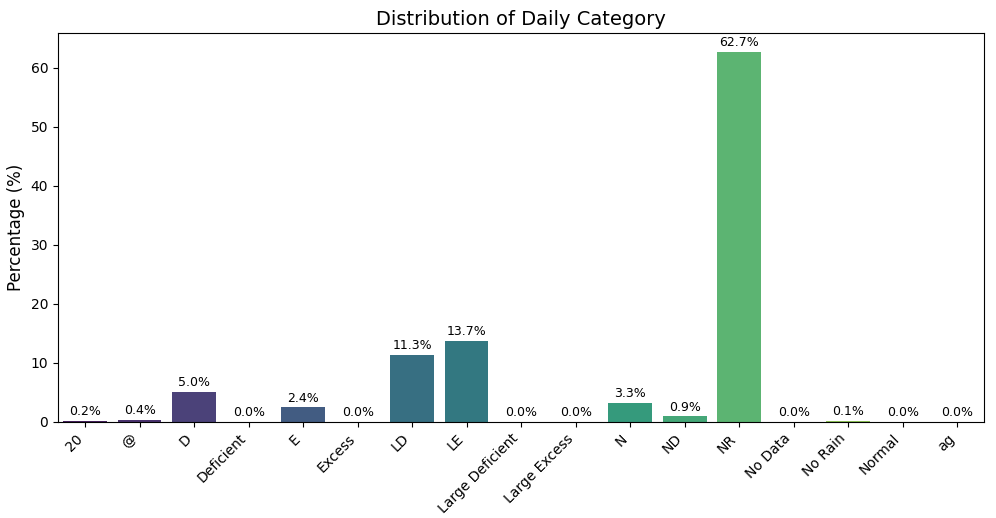 Distribution of Daily Category
Percentage (%)
60
50
40
30
20
10
0
0.2%
0.4%
5.0%
0.0%
2.4%
0.0%
11.3%
13.7%
0.0%
0.0%
3.3%
0.9%
62.7%
0.0%
0.1%
0.0%
0.0%
20
@
D
Deficient
E
Excess
LD
LE
Large Deficient
Large Excess
N
ND
NR
No Data
No Rain
Normal
ag